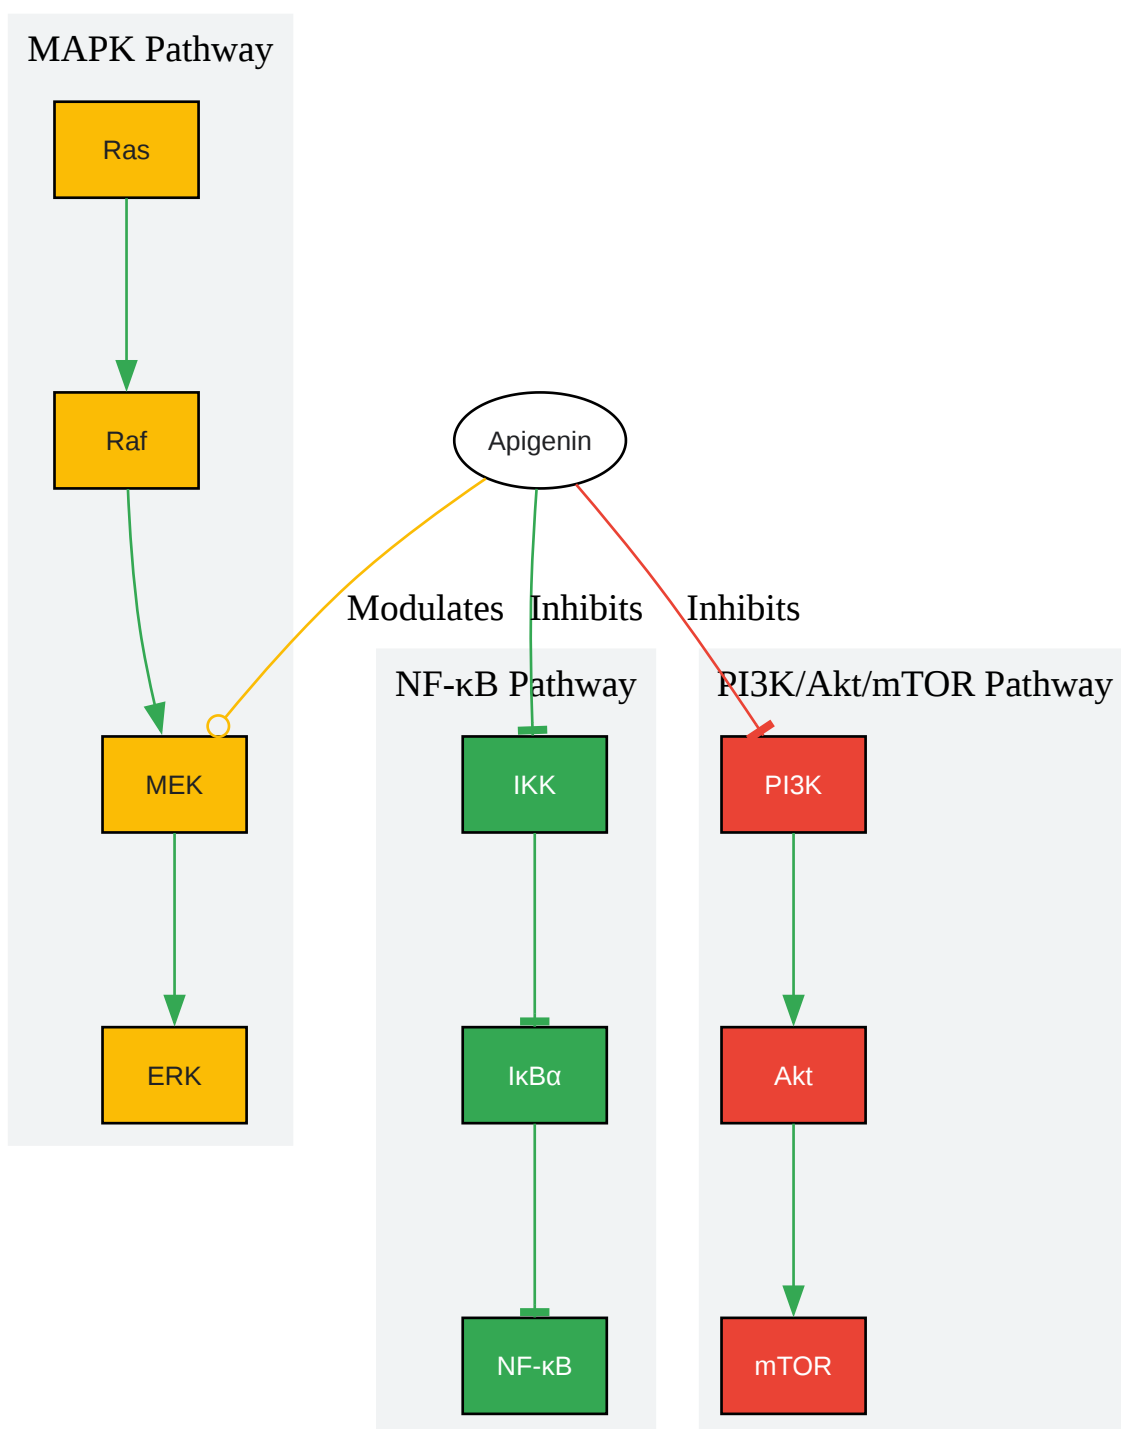 MAPK Pathway
Ras
Raf
Apigenin
Modulates
Inhibits
Inhibits
NF-κB Pathway
PI3K/Akt/mTOR Pathway
MEK
IKK
PI3K
ERK
IκBα
Akt
NF-κB
mTOR